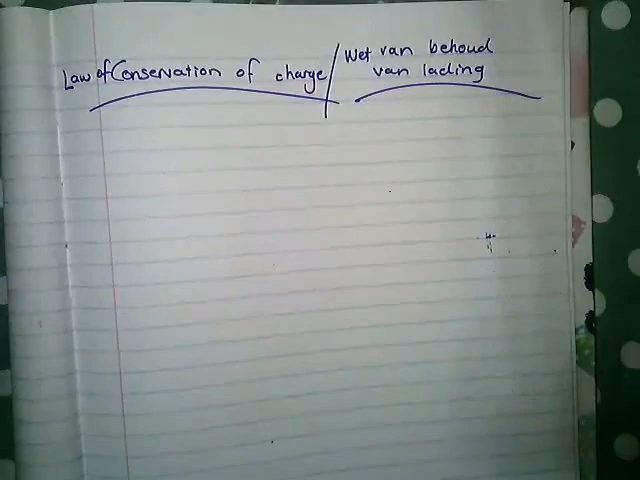 Law of Conservation of charge /
Wet van behoud
van lading